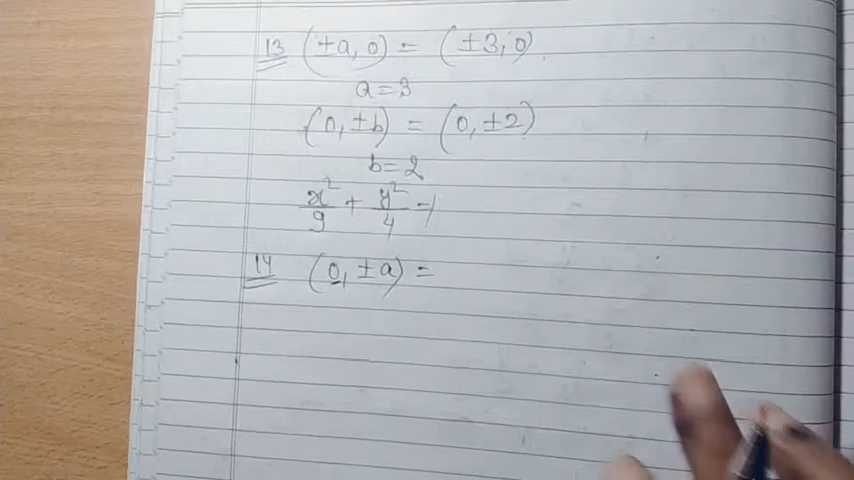 13 (±a, 0) = (±3, 0)
a = 3
(0, ±b) = (0, ±2)
b = 2
x²/9 + y²/4 = 1
14 (0, ±a) =